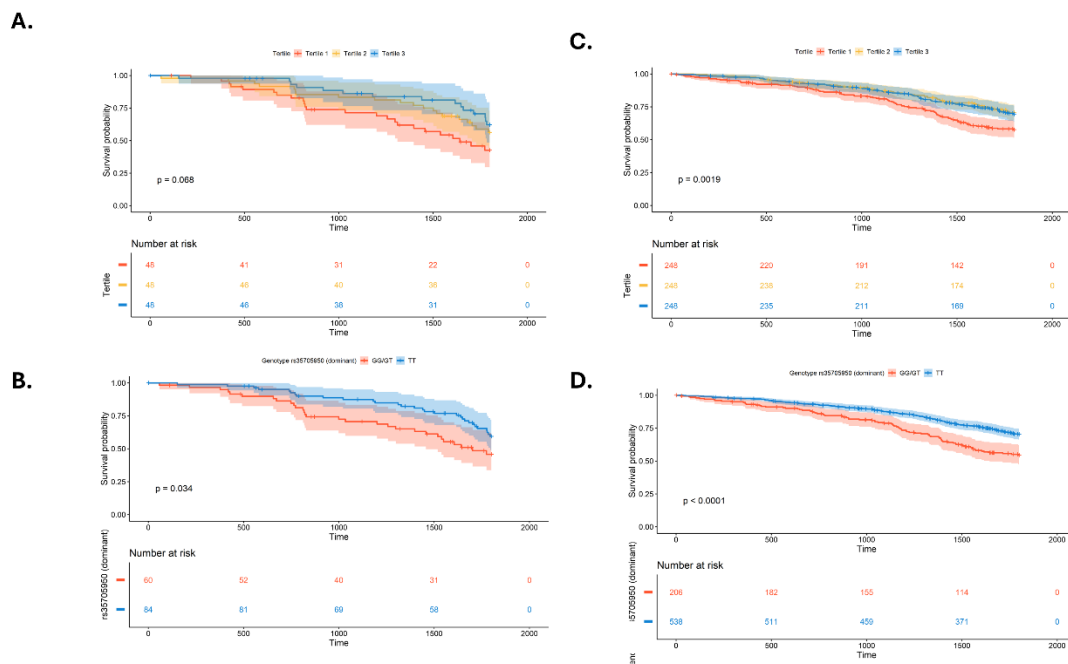 A.
Tertile Tertile 1 Tertile 2 Tertile 3
Survival probability
1.00
0.75
0.50
0.25
0.00
p = 0.068
0 500 1000 1500 2000
Time
Number at risk
Tertile
48 41 31 22 0
48 46 40 36 0
48 46 38 31 0
B.
Genotype rs35705950 (dominant) GG/GT TT
Survival probability
1.00
0.75
0.50
0.25
0.00
p = 0.034
0 500 1000 1500 2000
Time
rs35705950 (dominant)
Number at risk
60 52 40 31 0
84 81 69 58 0
0 500 1000 1500 2000
Time
C.
Tertile Tertile 1 Tertile 2 Tertile 3
Survival probability
1.00
0.75
0.50
0.25
0.00
p = 0.0019
0 500 1000 1500 2000
Time
Number at risk
Tertile
248 220 191 142 0
248 238 212 174 0
248 235 211 169 0
0 500 1000 1500 2000
Time
D.
Genotype rs35705950 (dominant) GG/GT TT
Survival probability
1.00
0.75
0.50
0.25
0.00
p < 0.0001
0 500 1000 1500 2000
Time
i5705950 (dominant)
Number at risk
206 182 155 114 0
538 511 459 371 0
0 500 1000 1500 2000
Time
ent